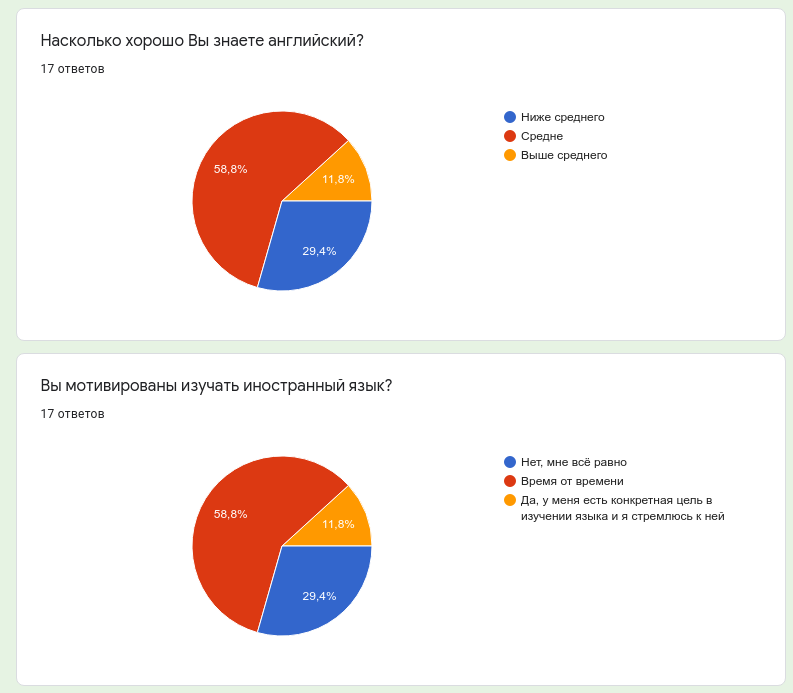 Насколько хорошо Вы знаете английский?
17 ответов
Ниже среднего
Средне
Выше среднего
58,8%
11,8%
29,4%
Вы мотивированы изучать иностранный язык?
17 ответов
Нет, мне всё равно
Время от времени
Да, у меня есть конкретная цель в
изучении языка и я стремлюсь к ней
58,8%
11,8%
29,4%